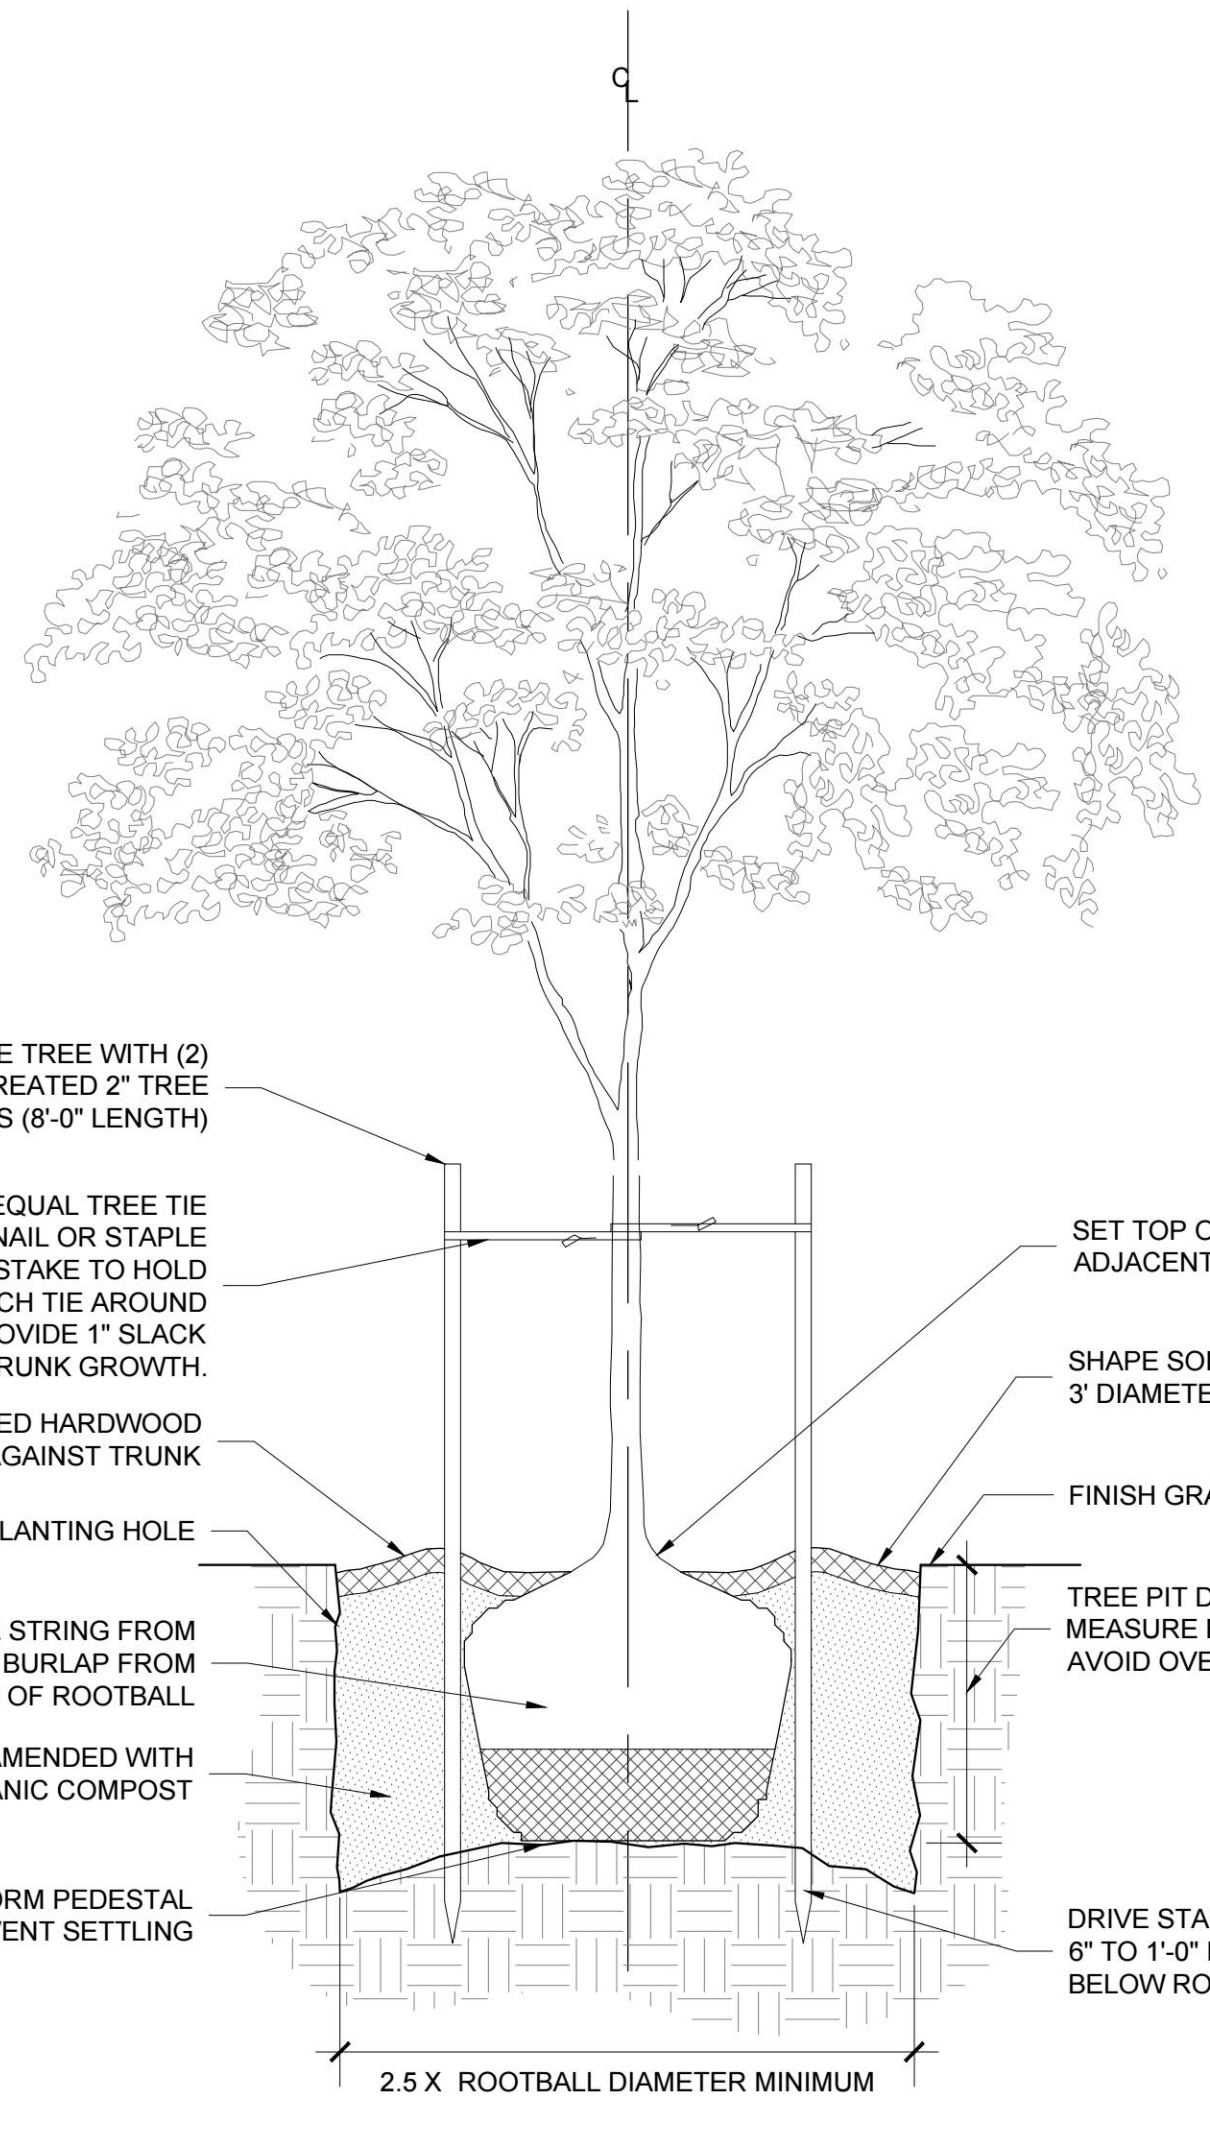 CL
E TREE WITH (2)
REATED 2" TREE
S (8'-0" LENGTH)
EQUAL TREE TIE
NAIL OR STAPLE
STAKE TO HOLD
CH TIE AROUND
OVIDE 1" SLACK
RUNK GROWTH.
ED HARDWOOD
AGAINST TRUNK
LANTING HOLE
STRING FROM
BURLAP FROM
OF ROOTBALL
AMENDED WITH
ANIC COMPOST
ORM PEDESTAL
VENT SETTLING
SET TOP O
ADJACENT
SHAPE SOI
3' DIAMETE
FINISH GRA
TREE PIT D
MEASURE
AVOID OVE
DRIVE STA
6" TO 1'-0"
BELOW RO
2.5 X ROOTBALL DIAMETER MINIMUM